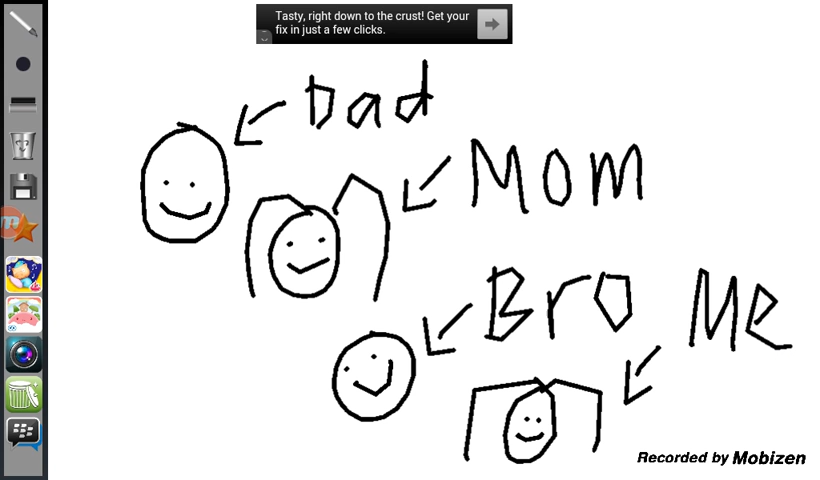 Tasty, right down to the crust! Get your
fix in just a few clicks.
Dad
Mom
Bro
Me
Recorded by Mobizen